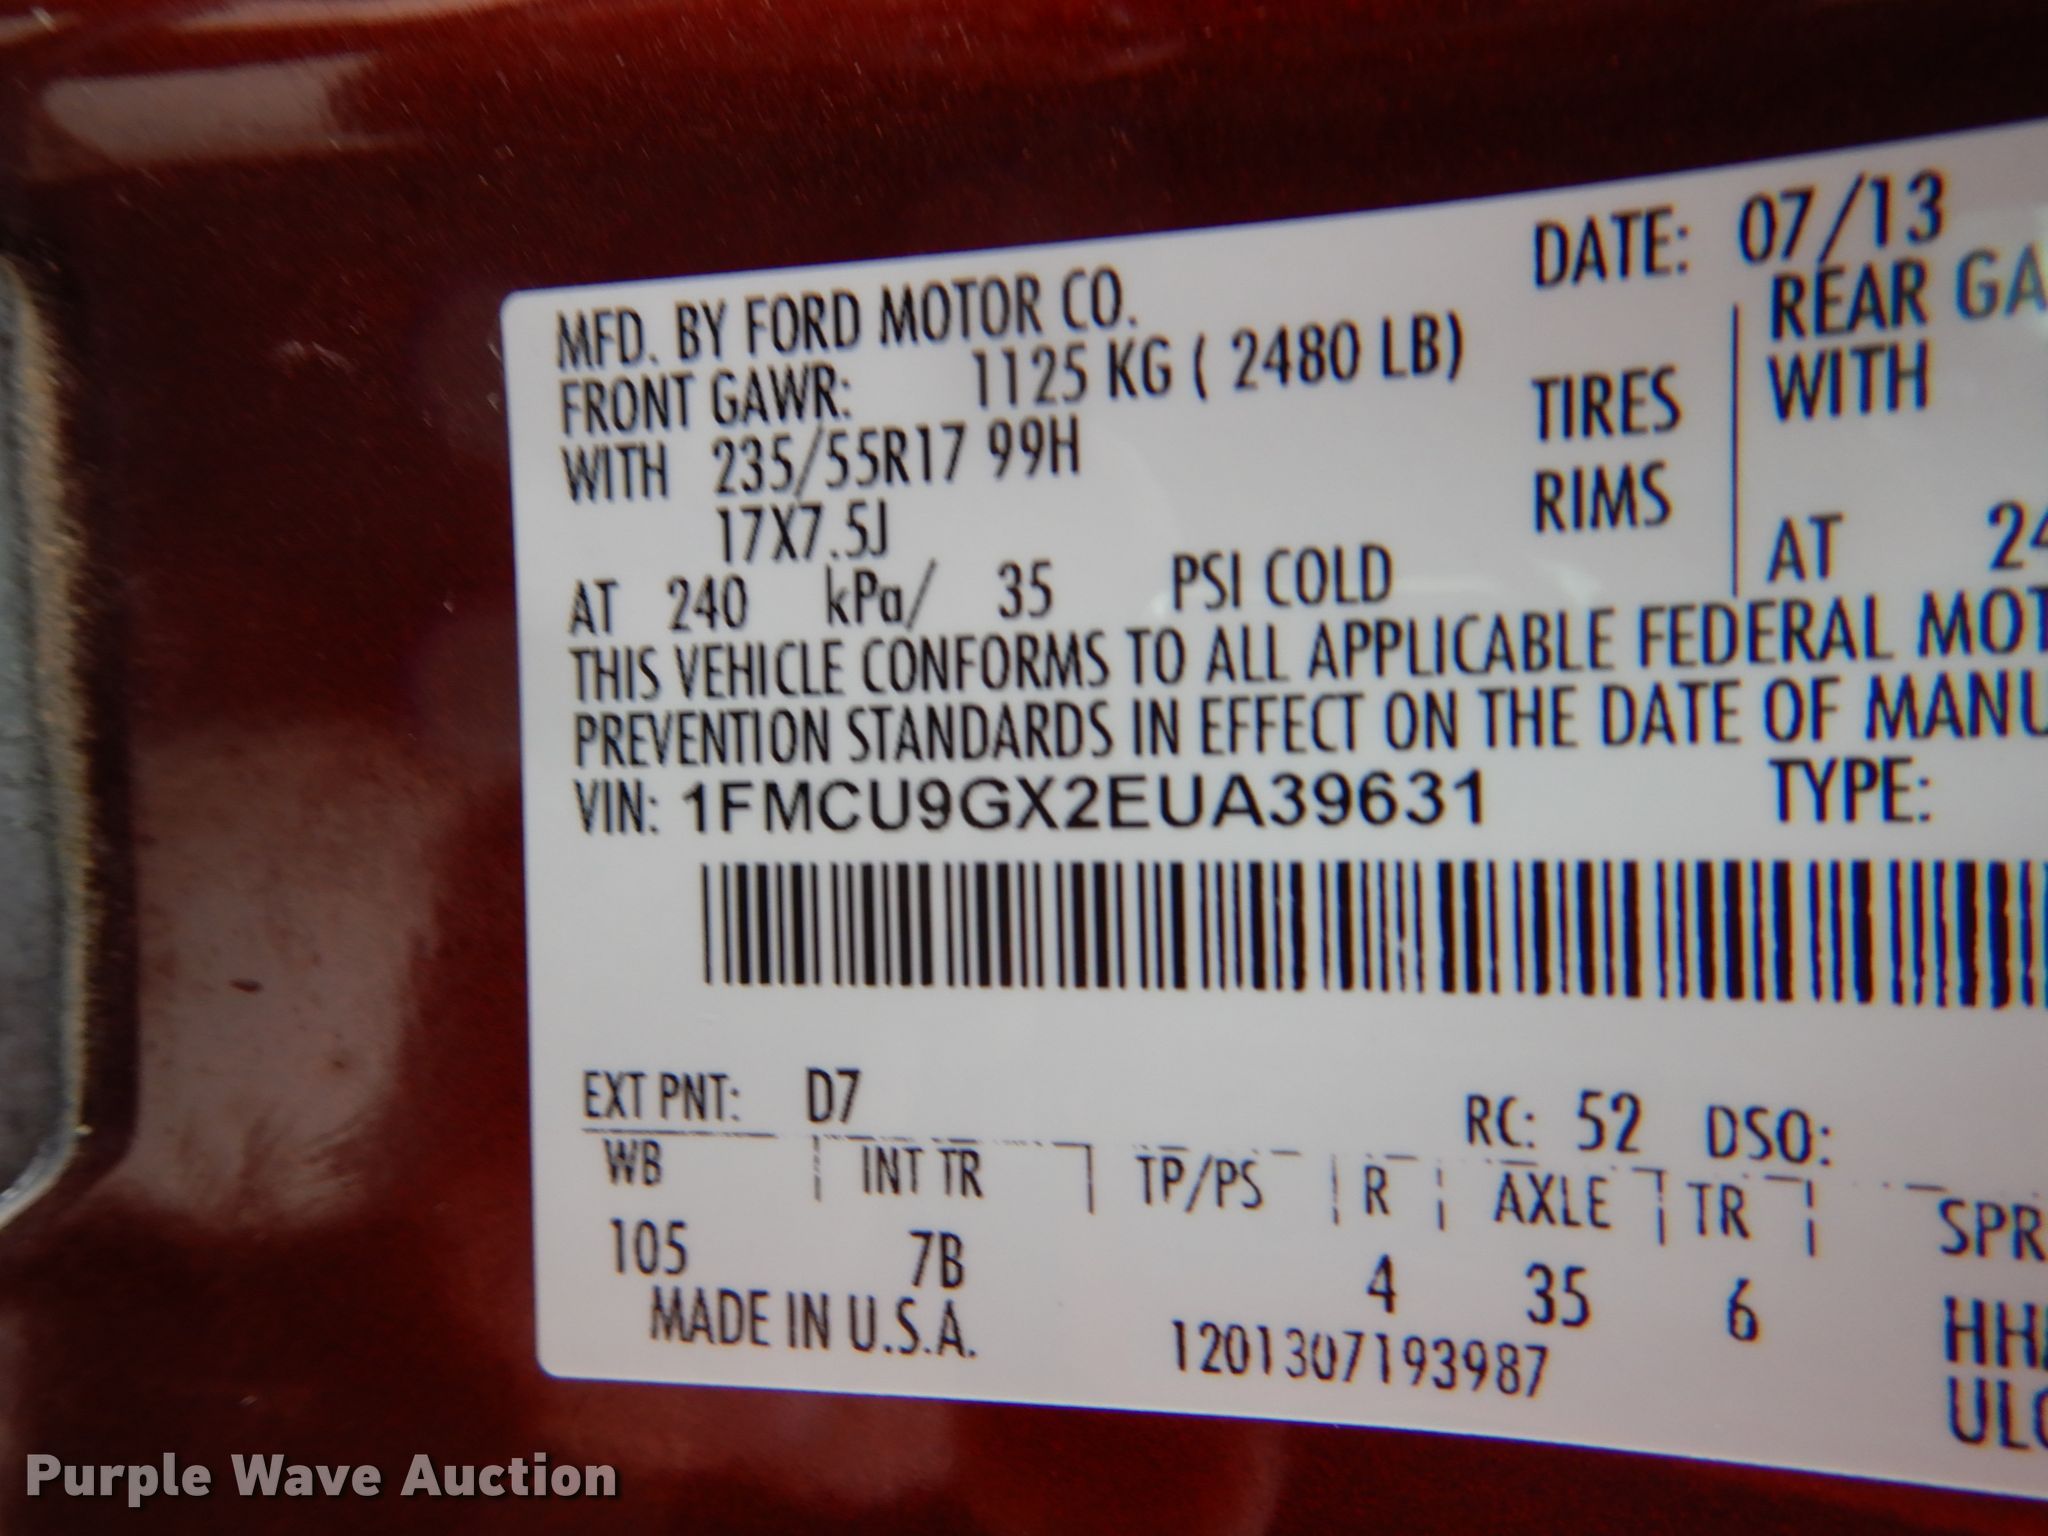 MFD. BY FORD MOTOR CO. DATE: 07/13
FRONT GAWR: 1125 KG ( 2480 LB) REAR
WITH 235/55R17 99H TIRES WITH
17X7.5J RIMS
AT 240 kPa/ 35 PSI COLD AT
THIS VEHICLE CONFORMS TO ALL APPLICABLE FEDERAL
PREVENTION STANDARDS IN EFFECT ON THE DATE OF
VIN: 1FMCU9GX2EUA39631 TYPE:
EXT PNT: D7 RC: 52 DSO:
WB INT TR TP/PS R AXLE TR SPR
105 7B 4 35 6
MADE IN U.S.A. 1201307193987
Purple Wave Auction